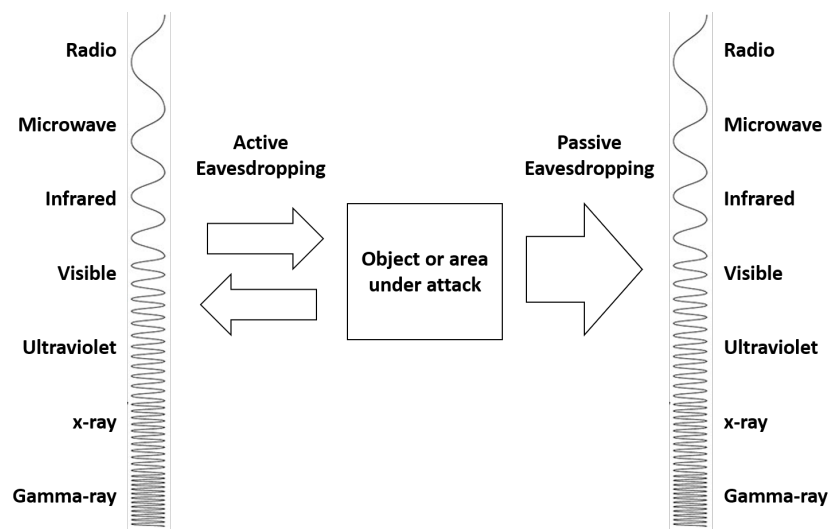 Radio
Microwave
Infrared
Visible
Ultraviolet
x-ray
Gamma-ray
Active
Eavesdropping
Object or area
under attack
Passive
Eavesdropping
Radio
Microwave
Infrared
Visible
Ultraviolet
x-ray
Gamma-ray